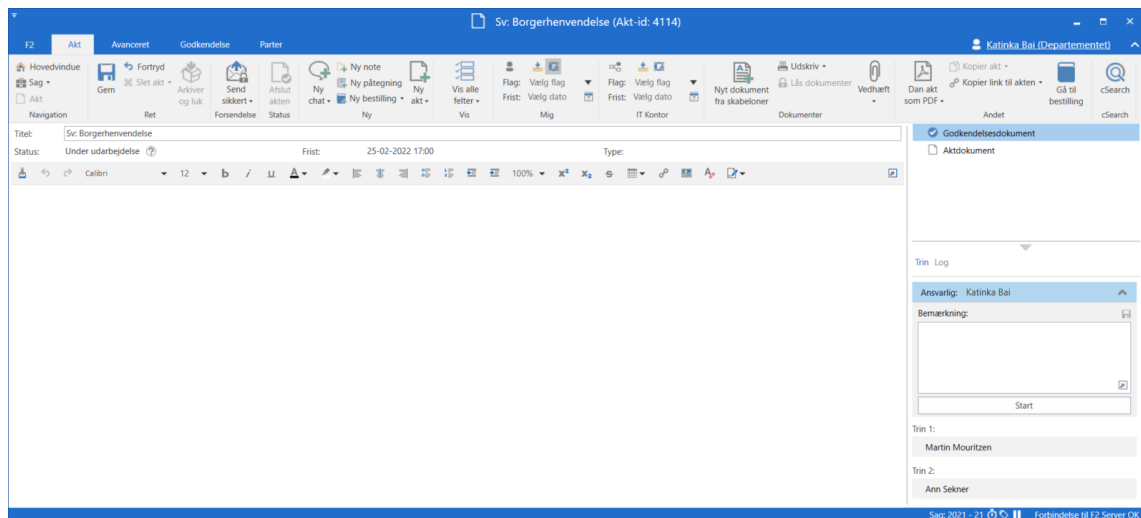 Sv: Borgerhenvendelse (Akt-id: 4114)
F2 Akt Avanceret Godkendelse Parter Katinka Bai (Departementet)
Hovedvindue
Sag
Akt
Navigation
Gem
Fortryd
Slet akt
Arkiver og luk
Ret
Send sikkert
Forsendelse
Afslut akten
Status
Ny chat
Ny note
Ny påtegning
Ny bestilling
Ny akt
Ny
Vis alle felter
Vis
Flag: Vælg flag
Frist: Vælg dato
Mig
Flag: Vælg flag
Frist: Vælg dato
IT Kontor
Nyt dokument fra skabeloner
Udskriv
Lås dokumenter
Vedhæft
Dokumenter
Dan akt som PDF
Kopier akt
Kopier link til akten
Gå til bestilling
Andet
cSearch
cSearch
Titel: Sv: Borgerhenvendelse
Status: Under udarbejdelse Frist: 25-02-2022 17:00 Type:
Calibri 12 b i u A 100% x² x₂ S
Godkendelsesdokument
Aktdokument
Trin Log
Ansvarlig: Katinka Bai
Bemærkning:
Start
Trin 1:
Martin Mouritzen
Trin 2:
Ann Sekner
Sag: 2021 - 21 Forbindelse til F2 Server OK